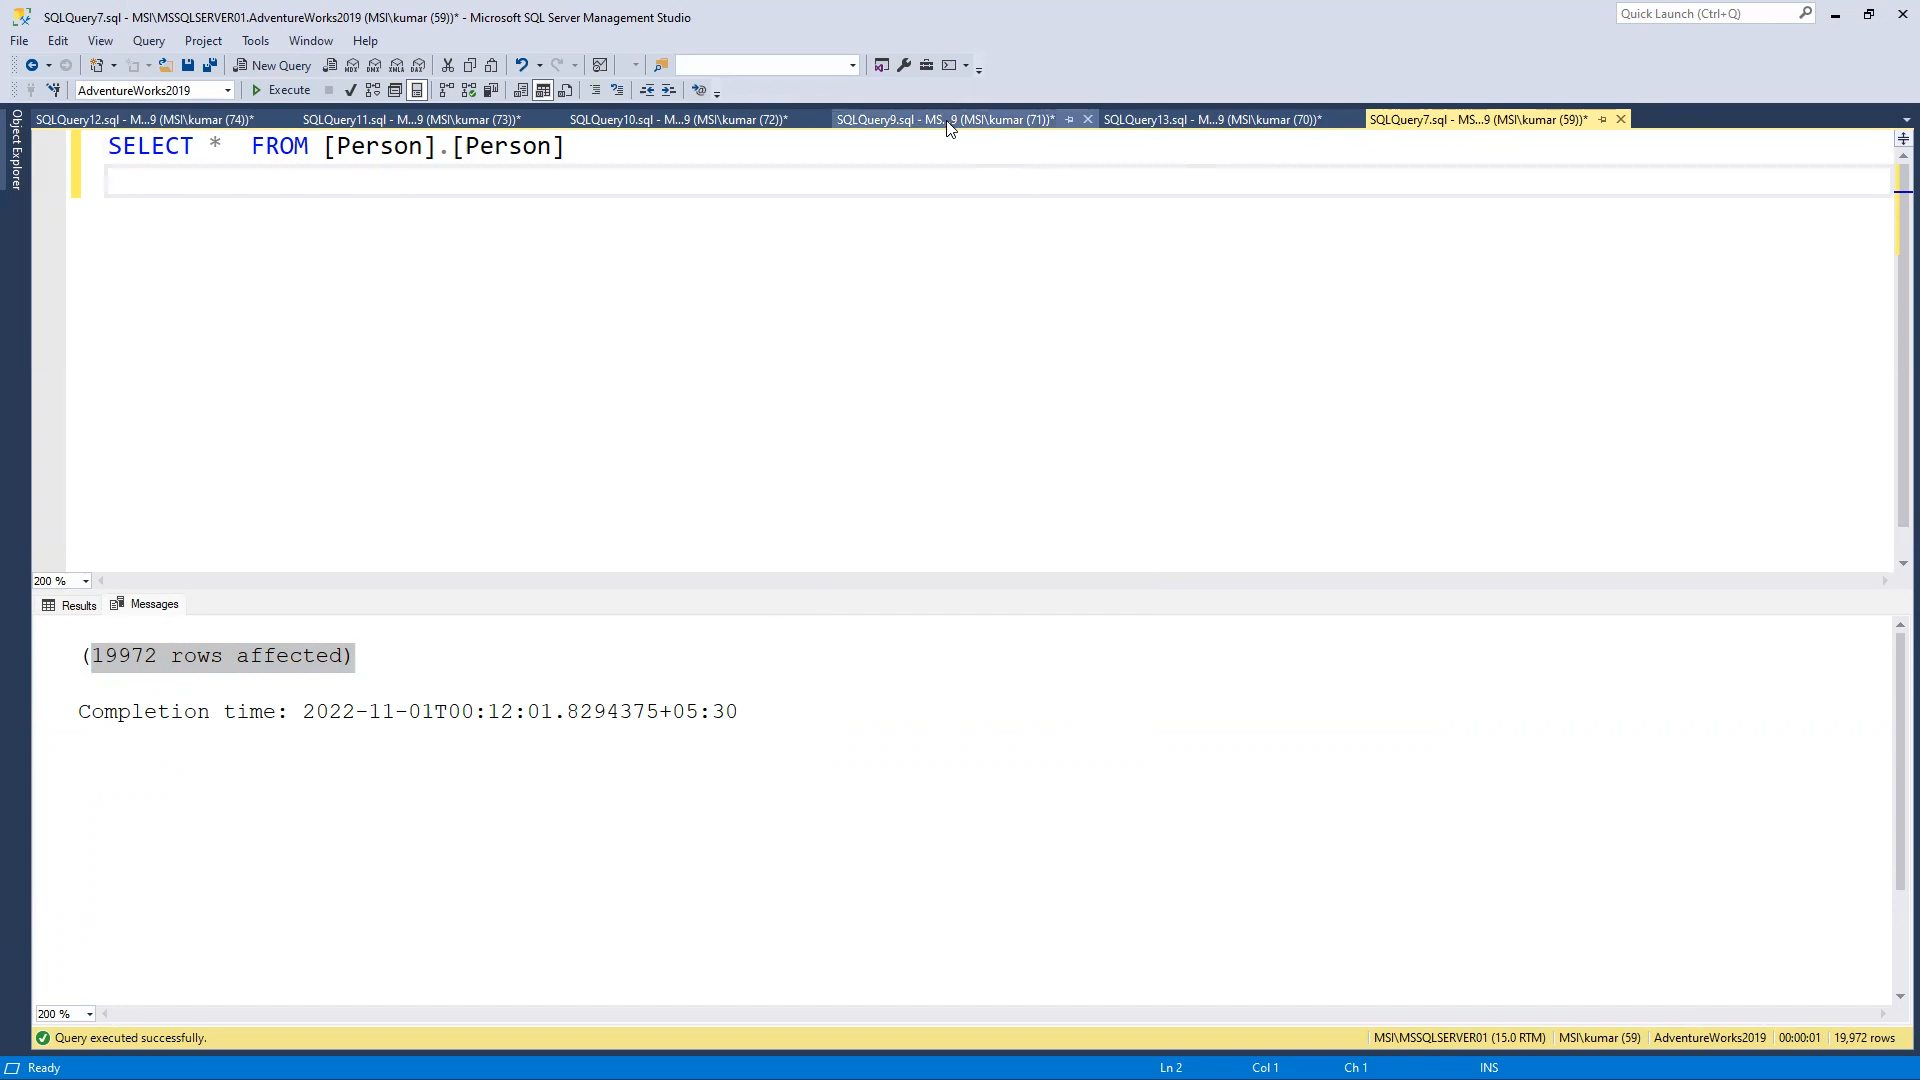 SQLQuery7.sql - MSI\MSSQLSERVER01.AdventureWorks2019 (MSI\kumar (59))* - Microsoft SQL Server Management Studio
Quick Launch (Ctrl+Q)
File Edit View Query Project Tools Window Help
New Query
AdventureWorks2019 Execute
Object Explorer
SQLQuery12.sql - M...9 (MSI\kumar (74))* SQLQuery11.sql - M...9 (MSI\kumar (73))* SQLQuery10.sql - M...9 (MSI\kumar (72))* SQLQuery9.sql - MS...9 (MSI\kumar (71))* SQLQuery13.sql - M...9 (MSI\kumar (70))* SQLQuery7.sql - MS...9 (MSI\kumar (59))*
SELECT *  FROM [Person].[Person]
200 %
Results Messages
(19972 rows affected)
Completion time: 2022-11-01T00:12:01.8294375+05:30
200 %
Query executed successfully. MSI\MSSQLSERVER01 (15.0 RTM) MSI\kumar (59) AdventureWorks2019 00:00:01 19,972 rows
Ready Ln 2 Col 1 Ch 1 INS